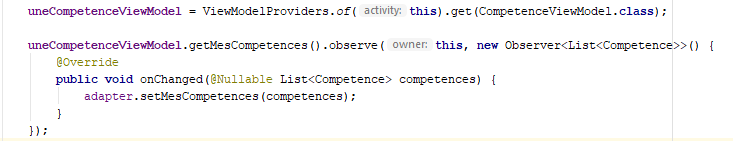 uneCompetenceViewModel = ViewModelProviders.of( activity: this).get(CompetenceViewModel.class);
uneCompetenceViewModel.getMesCompetences().observe( owner: this, new Observer<List<Competence>>() {
@Override
public void onChanged(@Nullable List<Competence> competences) {
adapter.setMesCompetences(competences);
}
});